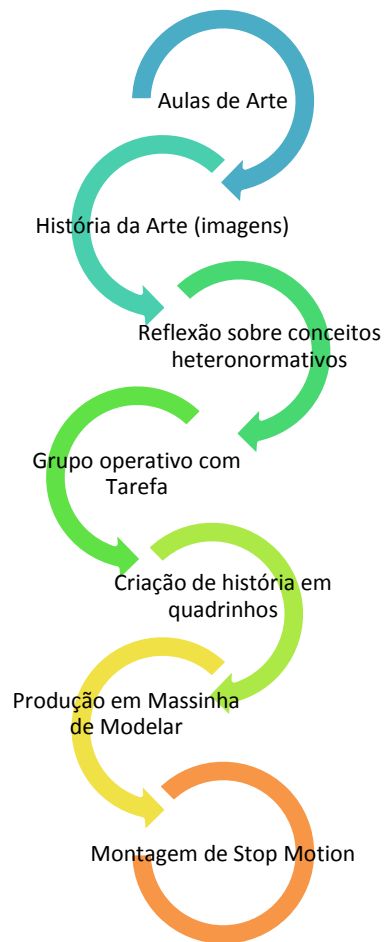 Aulas de Arte
História da Arte (imagens)
Reflexão sobre conceitos
heteronormativos
Grupo operativo com
Tarefa
Criação de história em
quadrinhos
Produção em Massinha
de Modelar
Montagem de Stop Motion